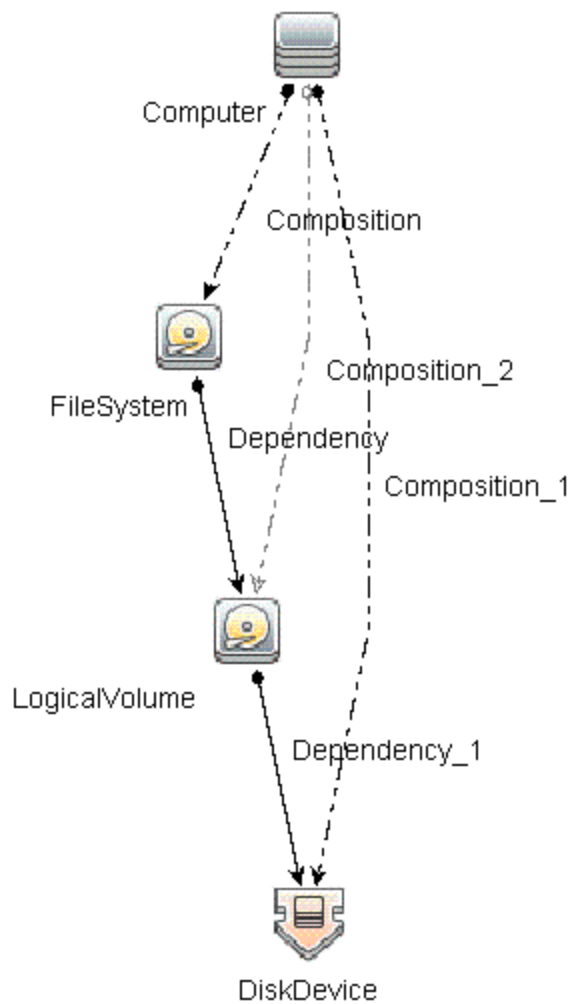 Computer
Composition
Composition_2
FileSystem
Dependency
Composition_1
LogicalVolume
Dependency_1
DiskDevice